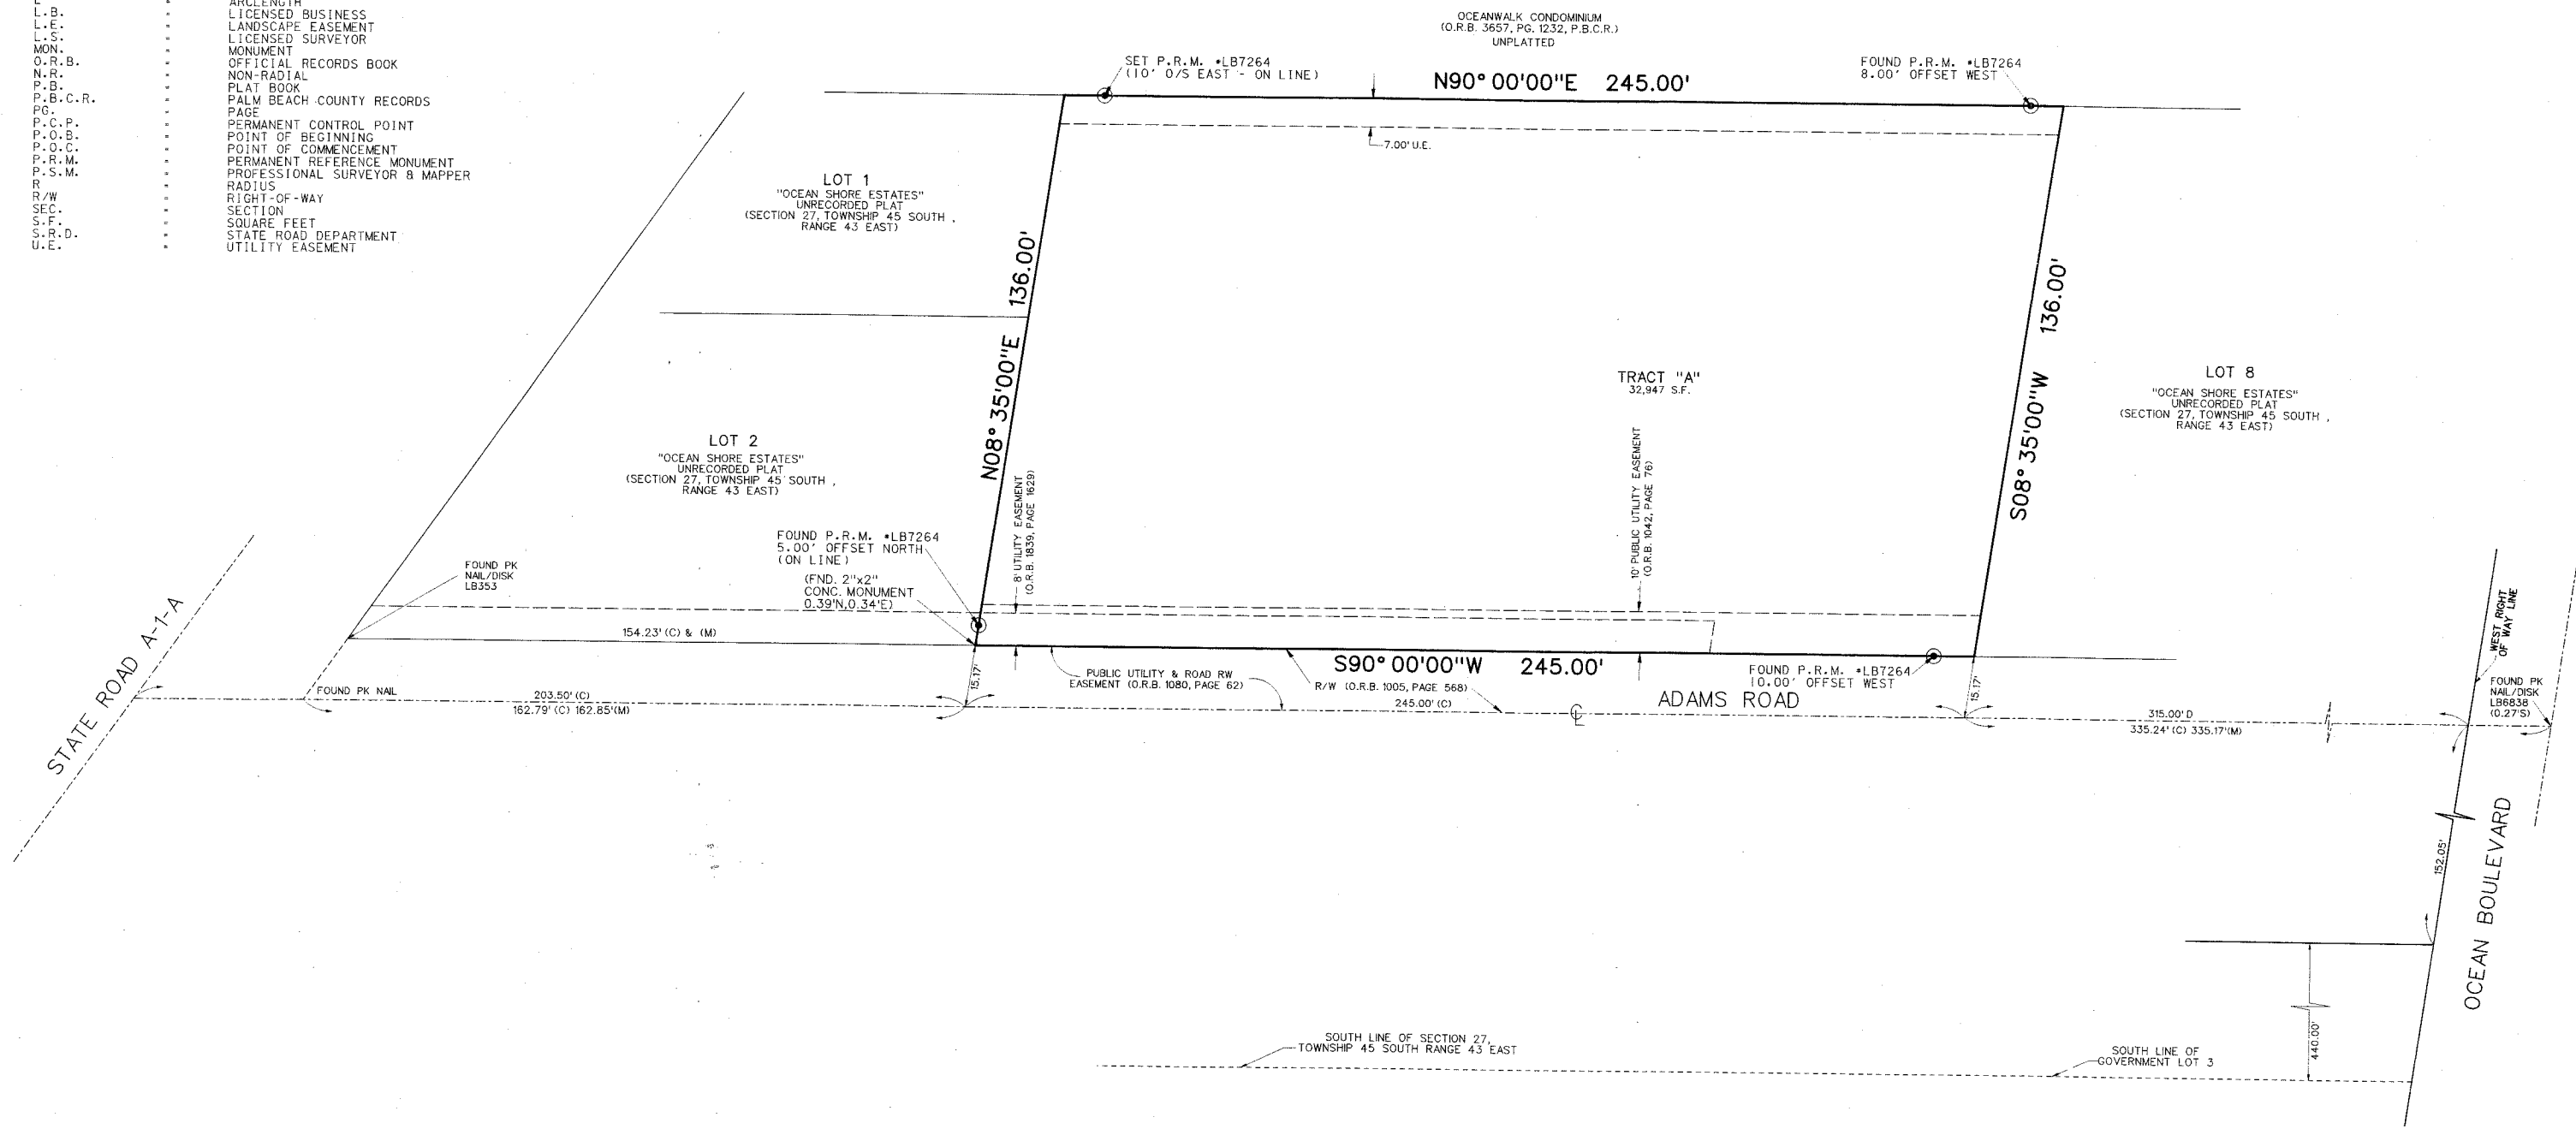 L " ARCLENGTH
L.B. " LICENSED BUSINESS
L.E. " LANDSCAPE EASEMENT
L.S. " LICENSED SURVEYOR
MON. " MONUMENT
O.R.B. " OFFICIAL RECORDS BOOK
N.R. " NON-RADIAL
P.B. " PLAT BOOK
P.B.C.R. " PALM BEACH COUNTY RECORDS
PG. " PAGE
P.C.P. " PERMANENT CONTROL POINT
P.O.B. " POINT OF BEGINNING
P.O.C. " POINT OF COMMENCEMENT
P.R.M. " PERMANENT REFERENCE MONUMENT
P.S.M. " PROFESSIONAL SURVEYOR & MAPPER
R " RADIUS
R/W " RIGHT-OF-WAY
SEC. " SECTION
S.F. " SQUARE FEET
S.R.D. " STATE ROAD DEPARTMENT
U.E. " UTILITY EASEMENT
OCEANWALK CONDOMINIUM
(O.R.B. 3657, PG. 1232, P.B.C.R.)
UNPLATTED
SET P.R.M. #LB7264
(10' O/S EAST - ON LINE)
N90°00'00"E 245.00'
FOUND P.R.M. #LB7264
8.00' OFFSET WEST
7.00' U.E.
LOT 1
"OCEAN SHORE ESTATES"
UNRECORDED PLAT
(SECTION 27, TOWNSHIP 45 SOUTH ,
RANGE 43 EAST)
N08°35'00"E 136.00'
S08°35'00"W 136.00'
TRACT "A"
32,947 S.F.
LOT 8
"OCEAN SHORE ESTATES"
UNRECORDED PLAT
(SECTION 27, TOWNSHIP 45 SOUTH ,
RANGE 43 EAST)
LOT 2
"OCEAN SHORE ESTATES"
UNRECORDED PLAT
(SECTION 27, TOWNSHIP 45 SOUTH ,
RANGE 43 EAST)
8' UTILITY EASEMENT
(O.R.B. 1839, PAGE 1629)
10' PUBLIC UTILITY EASEMENT
(O.R.B. 1042, PAGE 76)
FOUND P.R.M. #LB7264
5.00' OFFSET NORTH
(ON LINE)
(FND. 2"x2"
CONC. MONUMENT
0.39'N,0.34'E)
FOUND PK
NAIL/DISK
LB353
STATE ROAD A-1-A
154.23' (C) & (M)
15.17'
PUBLIC UTILITY & ROAD RW
EASEMENT (O.R.B. 1080, PAGE 62)
S90°00'00"W 245.00'
R/W (O.R.B. 1005, PAGE 568)
FOUND P.R.M. #LB7264
10.00' OFFSET WEST
15.17'
FOUND PK NAIL
203.50' (C)
162.79' (C) 162.85'(M)
245.00' (C)
CL
ADAMS ROAD
315.00' D
335.24' (C) 335.17'(M)
WEST RIGHT
OF WAY LINE
FOUND PK
NAIL/DISK
LB6838
(0.27'S)
152.05'
OCEAN BOULEVARD
440.00'
SOUTH LINE OF SECTION 27,
TOWNSHIP 45 SOUTH RANGE 43 EAST
SOUTH LINE OF
GOVERNMENT LOT 3